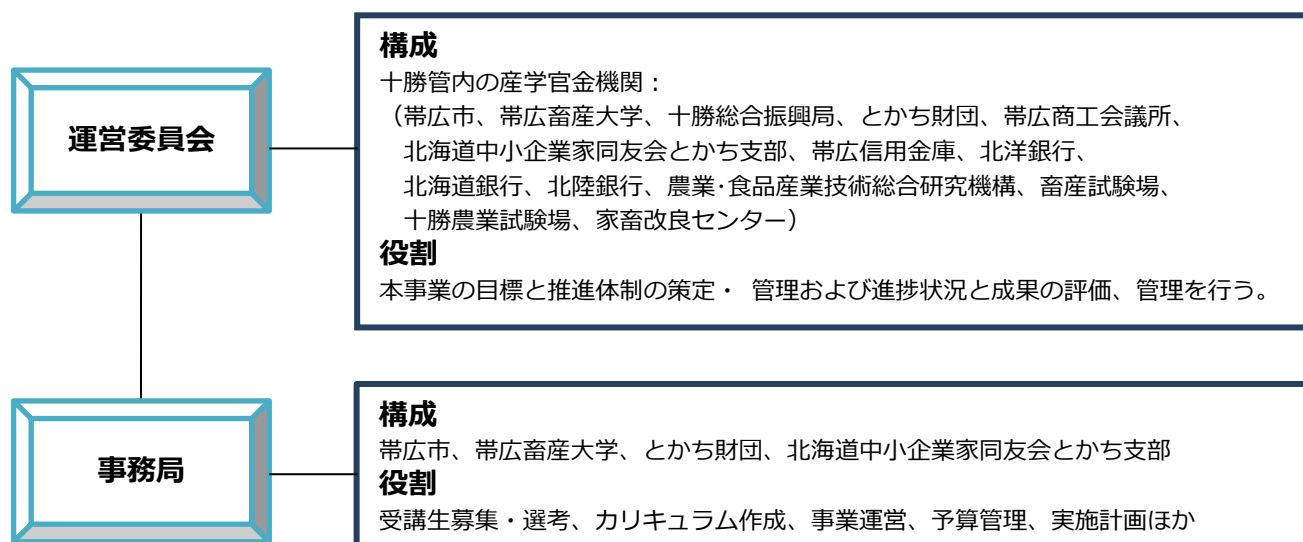 運営委員会
構成
十勝管内の産学官金機関：
（帯広市、帯広畜産大学、十勝総合振興局、とかち財団、帯広商工会議所、
北海道中小企業家同友会とかち支部、帯広信用金庫、北洋銀行、
北海道銀行、北陸銀行、農業・食品産業技術総合研究機構、畜産試験場、
十勝農業試験場、家畜改良センター）
役割
本事業の目標と推進体制の策定・ 管理および進捗状況と成果の評価、管理を行う。
事務局
構成
帯広市、帯広畜産大学、とかち財団、北海道中小企業家同友会とかち支部
役割
受講生募集・選考、カリキュラム作成、事業運営、予算管理、実施計画ほか